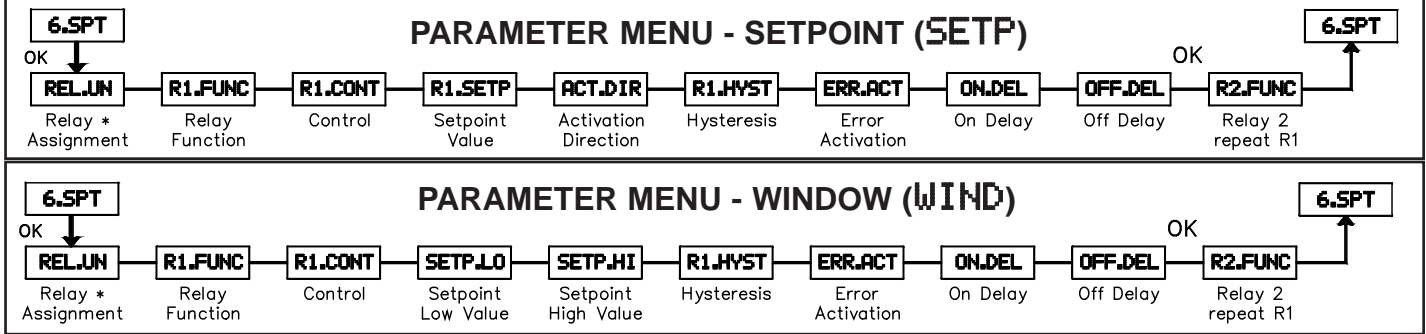 6.SPT
PARAMETER MENU - SETPOINT (SETP)
6.SPT
OK
OK
REL.UN R1.FUNC R1.CONT R1.SETP ACT.DIR R1.HYST ERR.ACT ON.DEL OFF.DEL R2.FUNC
Relay * Relay Control Setpoint Activation Hysteresis Error On Delay Off Delay Relay 2
Assignment Function Value Direction Activation repeat R1
6.SPT
PARAMETER MENU - WINDOW (WIND)
6.SPT
OK
OK
REL.UN R1.FUNC R1.CONT SETP.LO SETP.HI R1.HYST ERR.ACT ON.DEL OFF.DEL R2.FUNC
Relay * Relay Control Setpoint Setpoint Hysteresis Error On Delay Off Delay Relay 2
Assignment Function Low Value High Value Activation repeat R1